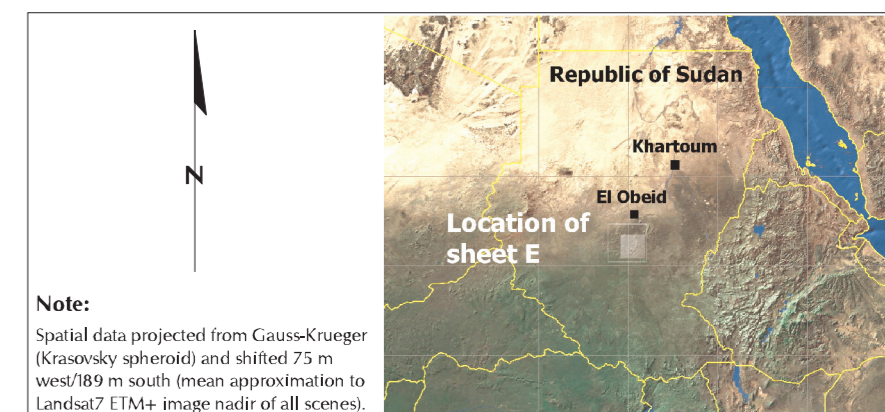 N
Note:
Spatial data projected from Gauss-Krueger
(Krasovsky spheroid) and shifted 75 m
west/189 m south (mean approximation to
Landsat7 ETM+ image nadir of all scenes).
Republic of Sudan
Khartoum
El Obeid
Location of
sheet E